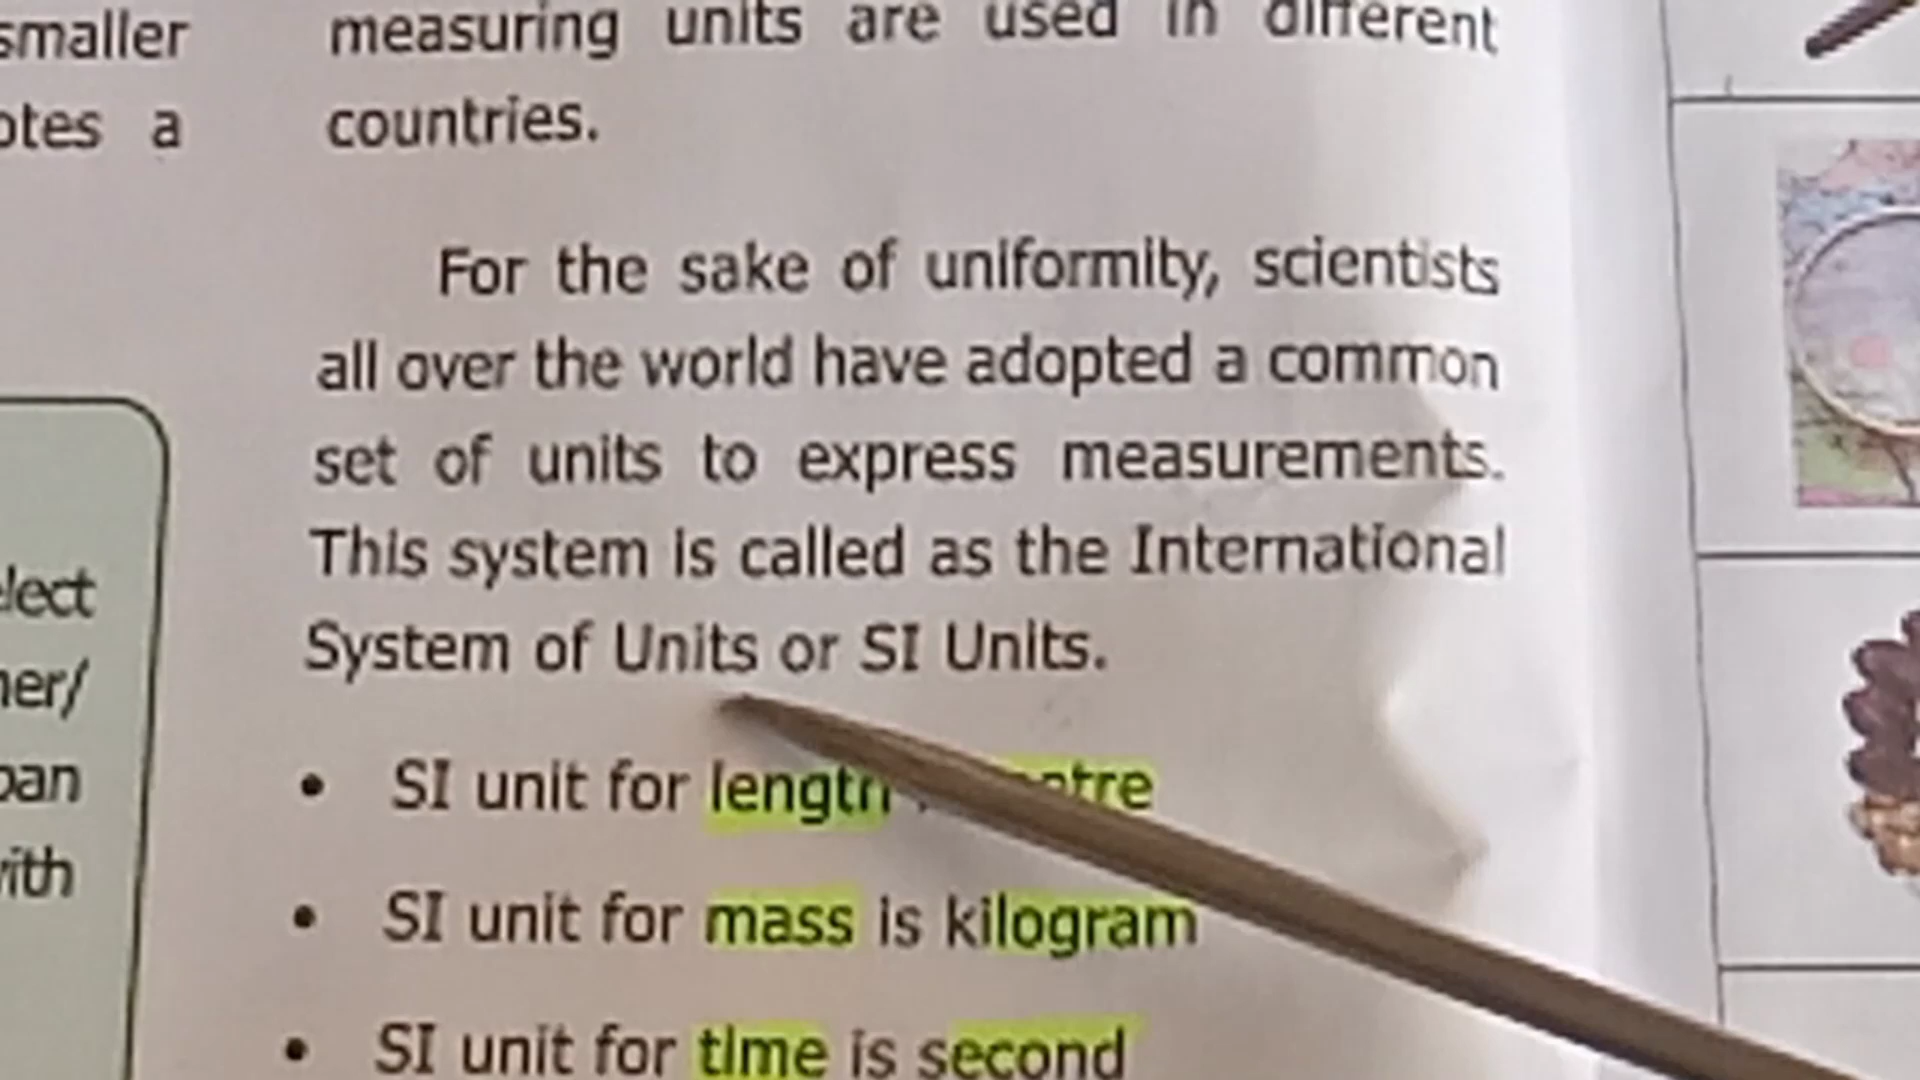 smaller
a
lect
her/
pan
with
measuring units are used in different
countries.
For the sake of uniformity, scientists
all over the world have adopted a common
set of units to express measurements.
This system is called as the International
System of Units or SI Units.
• SI unit for length
• SI unit for mass is kilogram
• SI unit for time is second